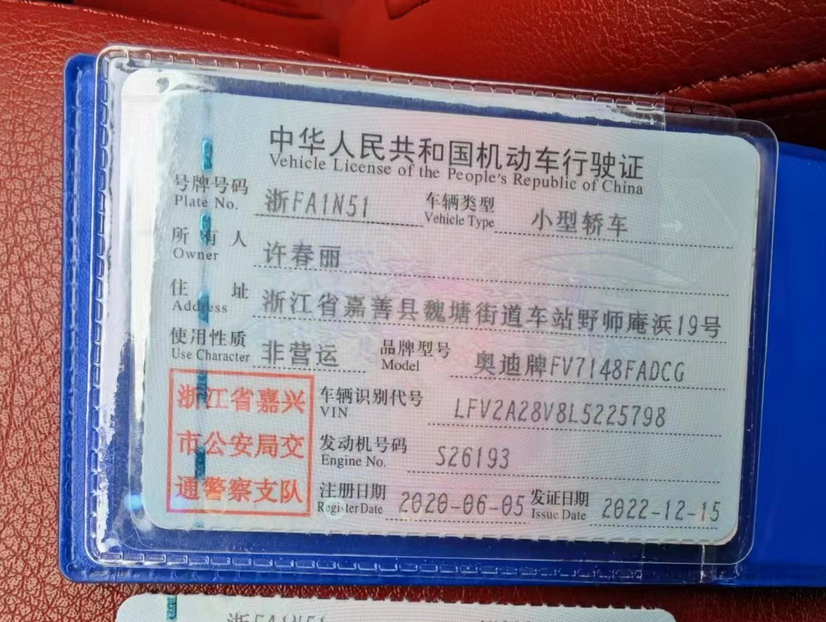 中华人民共和国机动车行驶证
Vehicle License of the People's Republic of China
号牌号码 浙FA1N51 车辆类型 小型轿车
Plate No. Vehicle Type
所有人 许春丽
Owner
住址 浙江省嘉善县魏塘街道车站野师庵浜19号
Address
使用性质 非营运 品牌型号 奥迪牌FV7148FADCG
Use Character Model
浙江省嘉兴 车辆识别代号 LFV2A28V8L5225798
VIN
市公安局交 发动机号码 S26193
Engine No.
通警察支队 注册日期 2020-06-05 发证日期 2022-12-15
Register Date Issue Date
浙FA1N51